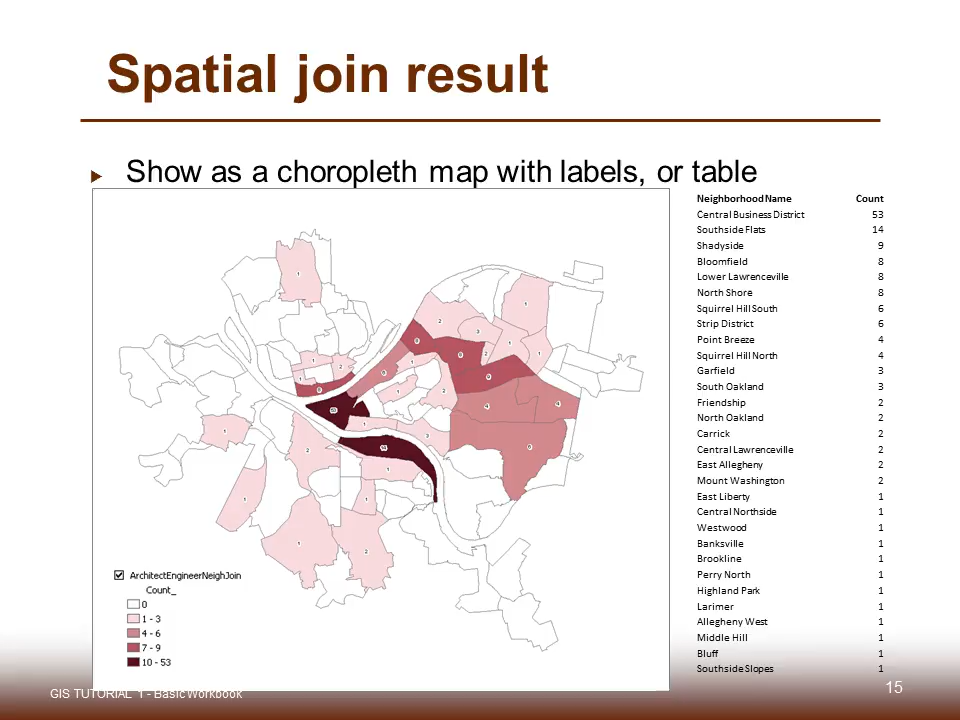 Spatial join result
Show as a choropleth map with labels, or table
Neighborhood Name Count
Central Business District 53
Southside Flats 14
Shadyside 9
Bloomfield 8
Lower Lawrenceville 8
North Shore 8
Squirrel Hill South 6
Strip District 6
Point Breeze 4
Squirrel Hill North 4
Garfield 3
South Oakland 3
Friendship 2
North Oakland 2
Carrick 2
Central Lawrenceville 2
East Allegheny 2
Mount Washington 2
East Liberty 1
Central Northside 1
Westwood 1
Banksville 1
Brookline 1
Perry North 1
Highland Park 1
Larimer 1
Allegheny West 1
Middle Hill 1
Bluff 1
Southside Slopes 1
ArchitectEngineerNeighJoin
Count_
0
1 - 3
4 - 6
7 - 9
10 - 53
GIS TUTORIAL 1 - Basic Workbook
15